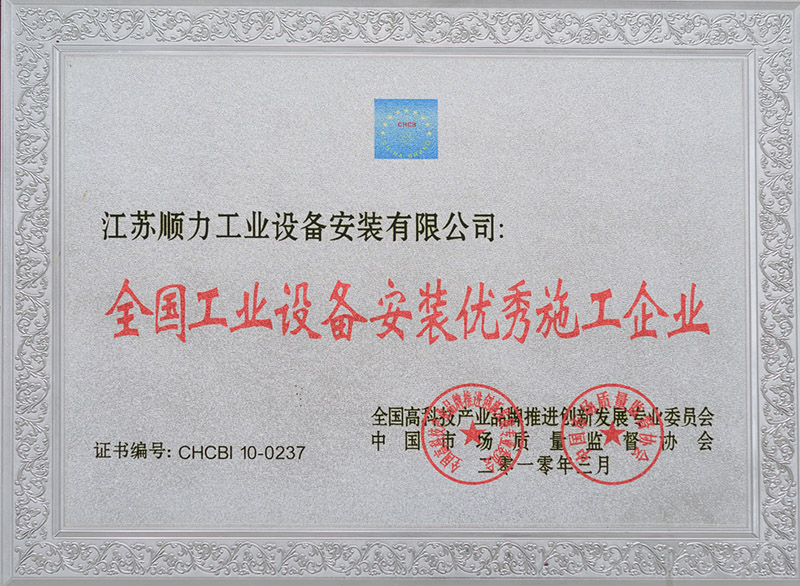 CHCBI
江苏顺力工业设备安装有限公司:
全国工业设备安装优秀施工企业
全国高科技产业品牌推进创新发展专业委员会
中国市场质量监督协会
证书编号: CHCBI 10-0237
二零一零年三月